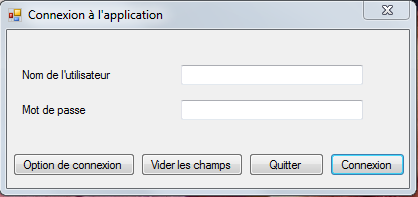 Connexion à l'application
Nom de l'utilisateur
Mot de passe
Option de connexion Vider les champs Quitter Connexion